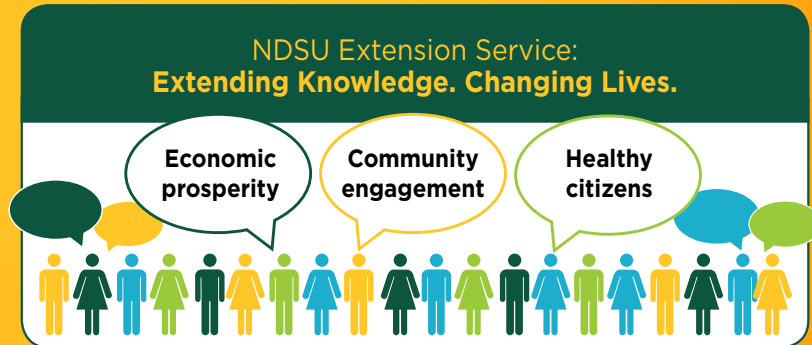 NDSU Extension Service:
Extending Knowledge. Changing Lives.
Economic
prosperity
Community
engagement
Healthy
citizens